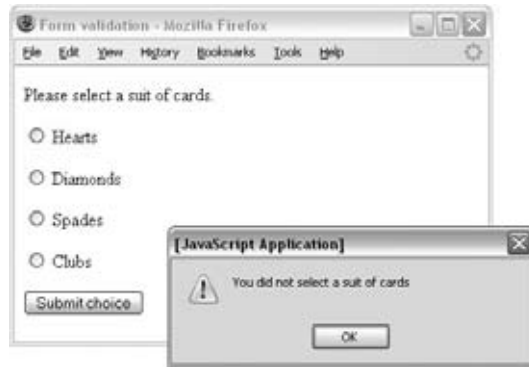 Form validation - Mozilla Firefox
File Edit View History Bookmarks Tools Help
Please select a suit of cards.
Hearts
Diamonds
Spades
Clubs
Submit choice
[JavaScript Application]
You did not select a suit of cards
OK